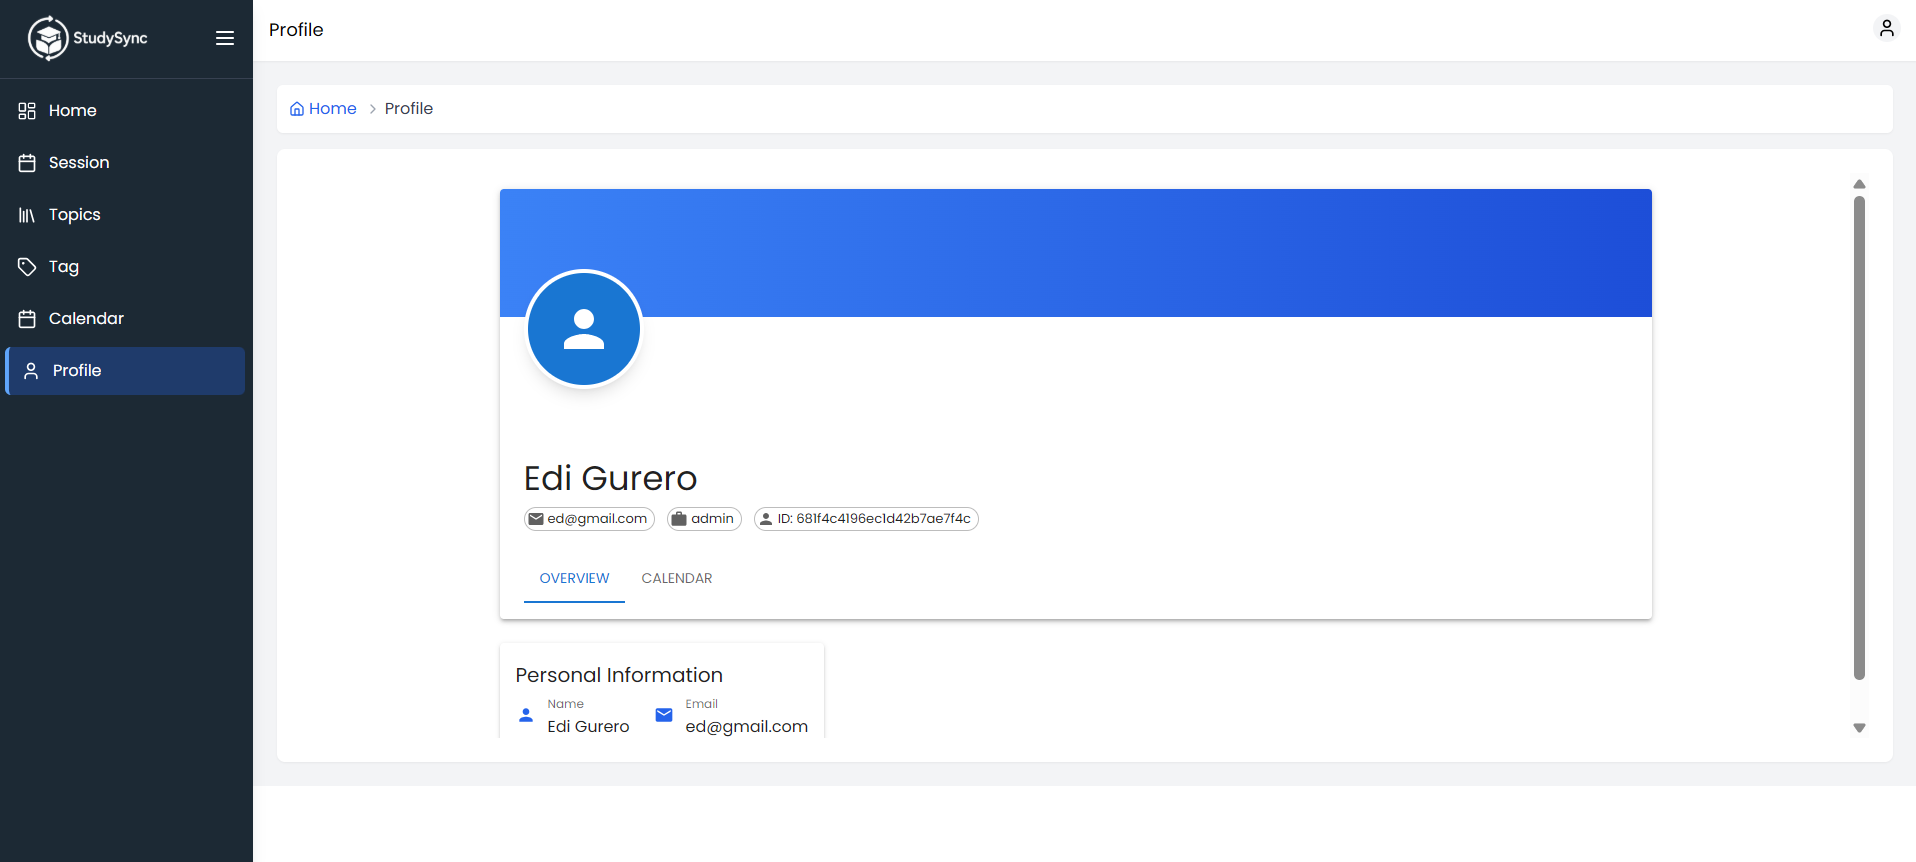 StudySync
Home
Session
Topics
Tag
Calendar
Profile
Profile
Home > Profile
Edi Gurero
ed@gmail.com admin ID: 681f4c4196ec1d42b7ae7f4c
OVERVIEW CALENDAR
Personal Information
Name Email
Edi Gurero ed@gmail.com